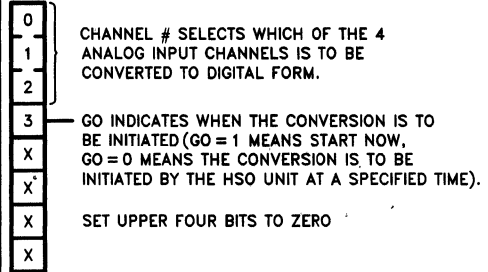 0
1
2
3
X
X
X
X
CHANNEL # SELECTS WHICH OF THE 4
ANALOG INPUT CHANNELS IS TO BE
CONVERTED TO DIGITAL FORM.
GO INDICATES WHEN THE CONVERSION IS TO
BE INITIATED (GO = 1 MEANS START NOW,
GO = 0 MEANS THE CONVERSION IS TO BE
INITIATED BY THE HSO UNIT AT A SPECIFIED TIME).
SET UPPER FOUR BITS TO ZERO